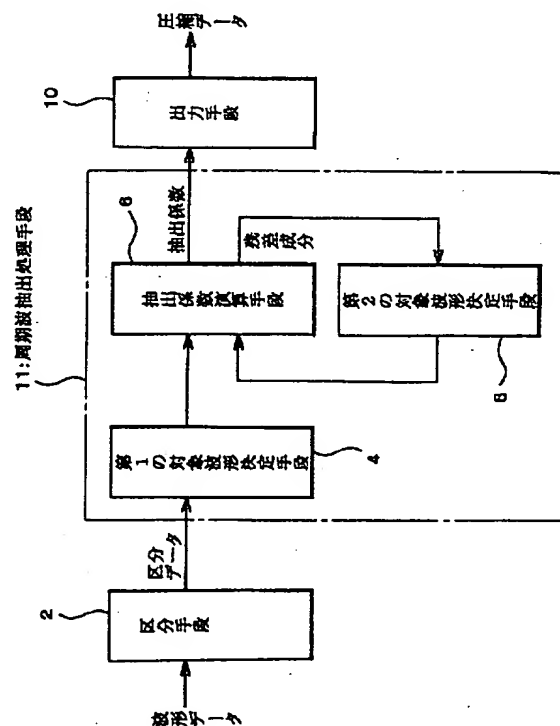 11:周期波抽出処理手段
波形データ
2
区分手段
区分
データ
4
第1の対象波形決定手段
6
抽出係数演算手段
抽出係数
残差成分
8
第2の対象波形決定手段
10
出力手段
圧縮データ